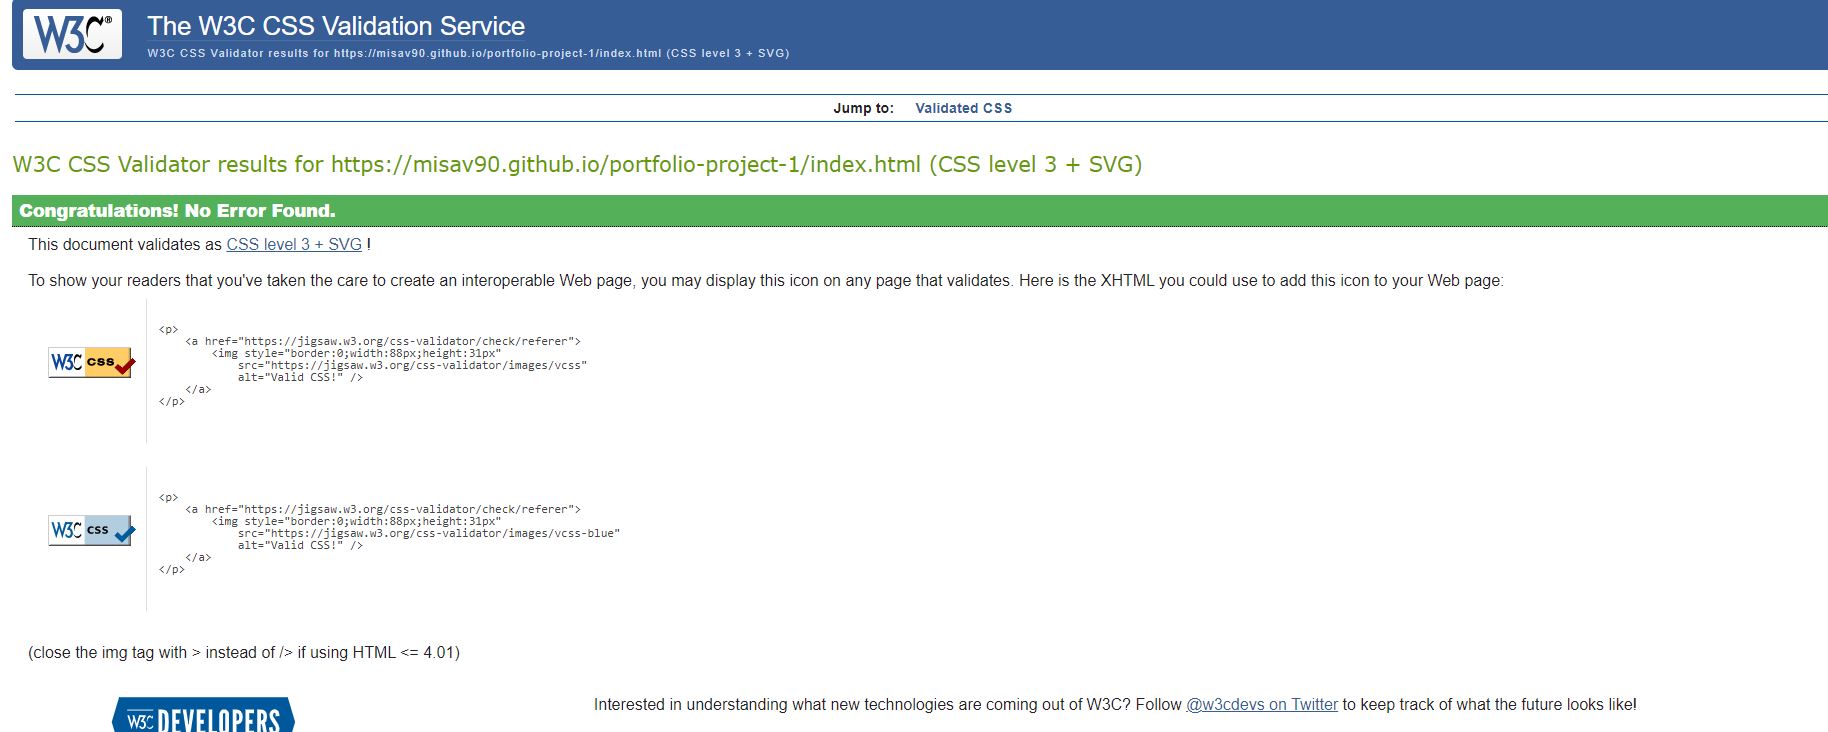 W3C®
The W3C CSS Validation Service
W3C CSS Validator results for https://misav90.github.io/portfolio-project-1/index.html (CSS level 3 + SVG)
Jump to: Validated CSS
W3C CSS Validator results for https://misav90.github.io/portfolio-project-1/index.html (CSS level 3 + SVG)
Congratulations! No Error Found.
This document validates as CSS level 3 + SVG !
To show your readers that you've taken the care to create an interoperable Web page, you may display this icon on any page that validates. Here is the XHTML you could use to add this icon to your Web page:
W3C css
<p>
<a href="https://jigsaw.w3.org/css-validator/check/referer">
<img style="border:0;width:88px;height:31px"
src="https://jigsaw.w3.org/css-validator/images/vcss"
alt="Valid CSS!" />
</a>
</p>
W3C css
<p>
<a href="https://jigsaw.w3.org/css-validator/check/referer">
<img style="border:0;width:88px;height:31px"
src="https://jigsaw.w3.org/css-validator/images/vcss-blue"
alt="Valid CSS!" />
</a>
</p>
(close the img tag with > instead of /> if using HTML <= 4.01)
W3C DEVELOPERS
Interested in understanding what new technologies are coming out of W3C? Follow @w3cdevs on Twitter to keep track of what the future looks like!